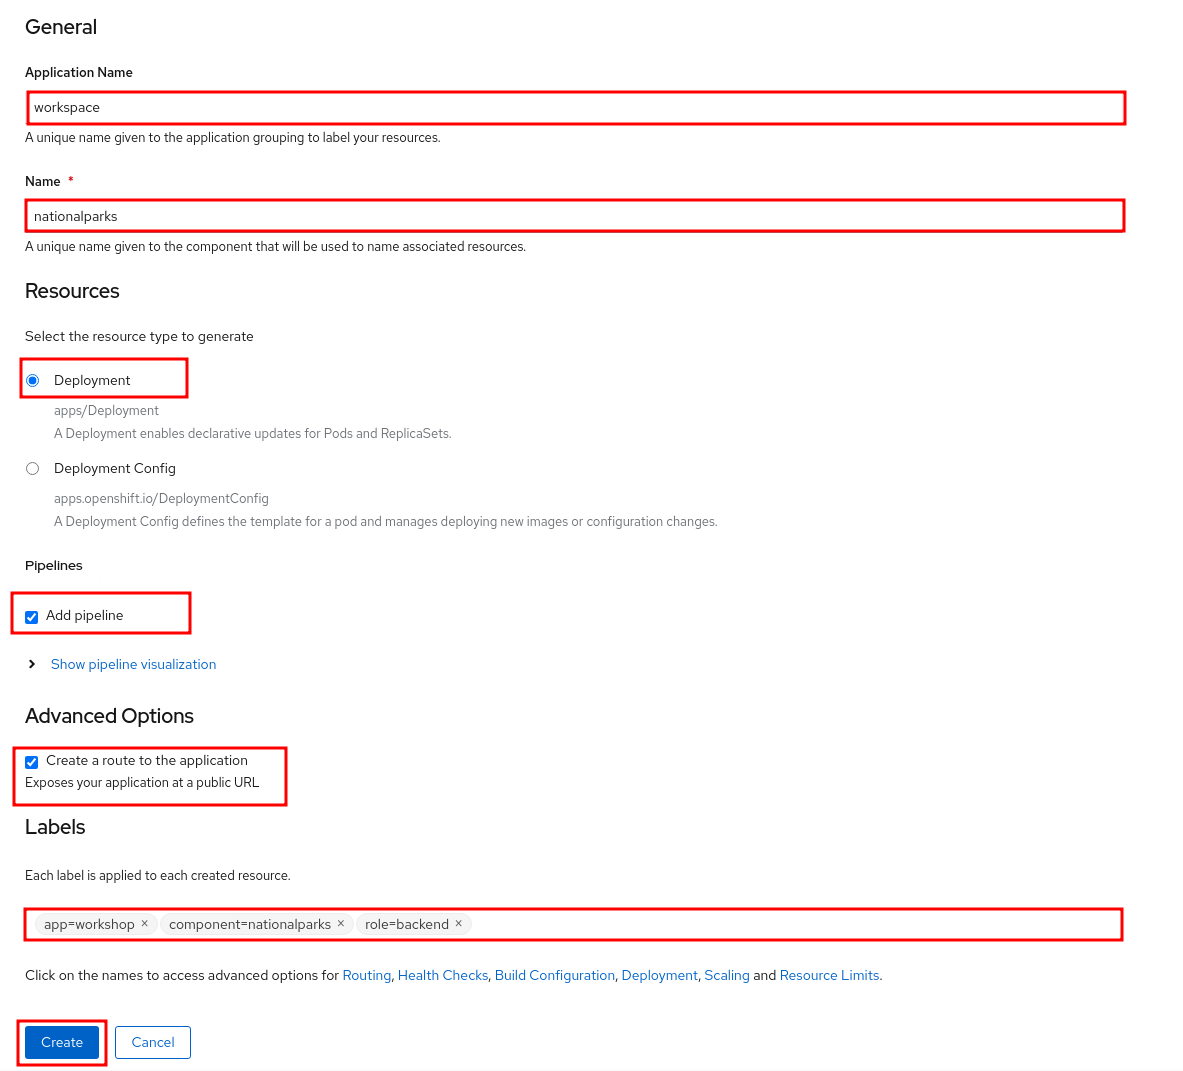 General
Application Name
workspace
A unique name given to the application grouping to label your resources.
Name *
nationalparks
A unique name given to the component that will be used to name associated resources.
Resources
Select the resource type to generate
Deployment
apps/Deployment
A Deployment enables declarative updates for Pods and ReplicaSets.
Deployment Config
apps.openshift.io/DeploymentConfig
A Deployment Config defines the template for a pod and manages deploying new images or configuration changes.
Pipelines
Add pipeline
Show pipeline visualization
Advanced Options
Create a route to the application
Exposes your application at a public URL
Labels
Each label is applied to each created resource.
app=workshop × component=nationalparks × role=backend ×
Click on the names to access advanced options for Routing, Health Checks, Build Configuration, Deployment, Scaling and Resource Limits.
Create Cancel